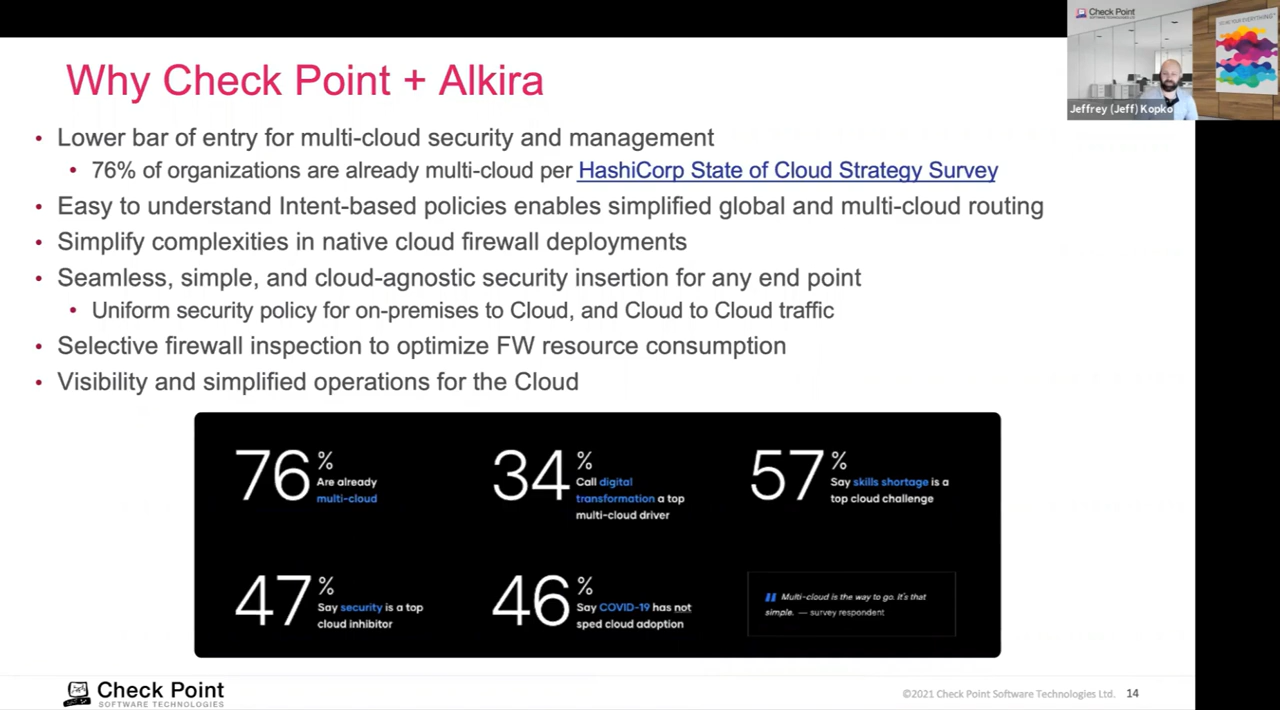 Check Point
SOFTWARE TECHNOLOGIES LTD
Jeffrey (Jeff) Kopko
Why Check Point + Alkira
• Lower bar of entry for multi-cloud security and management
• 76% of organizations are already multi-cloud per HashiCorp State of Cloud Strategy Survey
• Easy to understand Intent-based policies enables simplified global and multi-cloud routing
• Simplify complexities in native cloud firewall deployments
• Seamless, simple, and cloud-agnostic security insertion for any end point
• Uniform security policy for on-premises to Cloud, and Cloud to Cloud traffic
• Selective firewall inspection to optimize FW resource consumption
• Visibility and simplified operations for the Cloud
76%
Are already
multi-cloud
34%
Call digital
transformation a top
multi-cloud driver
57%
Say skills shortage is a
top cloud challenge
47%
Say security is a top
cloud inhibitor
46%
Say COVID-19 has not
sped cloud adoption
" Multi-cloud is the way to go. It's that
simple. — survey respondent
Check Point
SOFTWARE TECHNOLOGIES
©2021 Check Point Software Technologies Ltd. 14